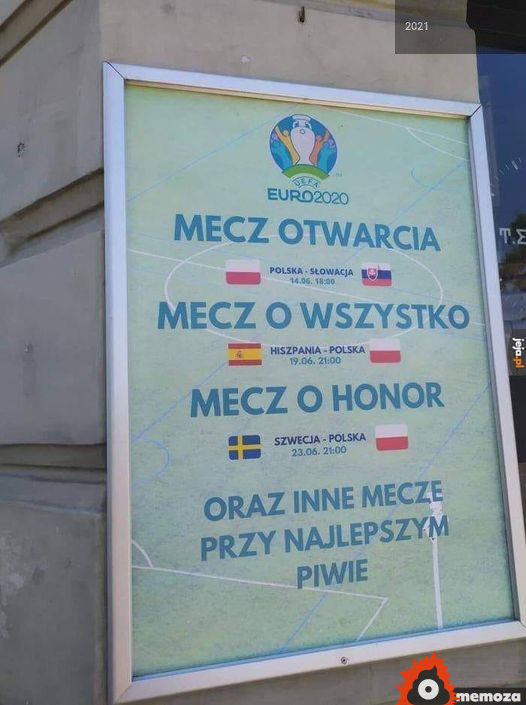 2021
UEFA
EURO2020
MECZ OTWARCIA
POLSKA - SŁOWACJA
14.06. 18:00
MECZ O WSZYSTKO
HISZPANIA - POLSKA
19.06. 21:00
MECZ O HONOR
SZWECJA - POLSKA
23.06. 21:00
ORAZ INNE MECZE
PRZY NAJLEPSZYM
PIWIE
jeja.pl
memoza